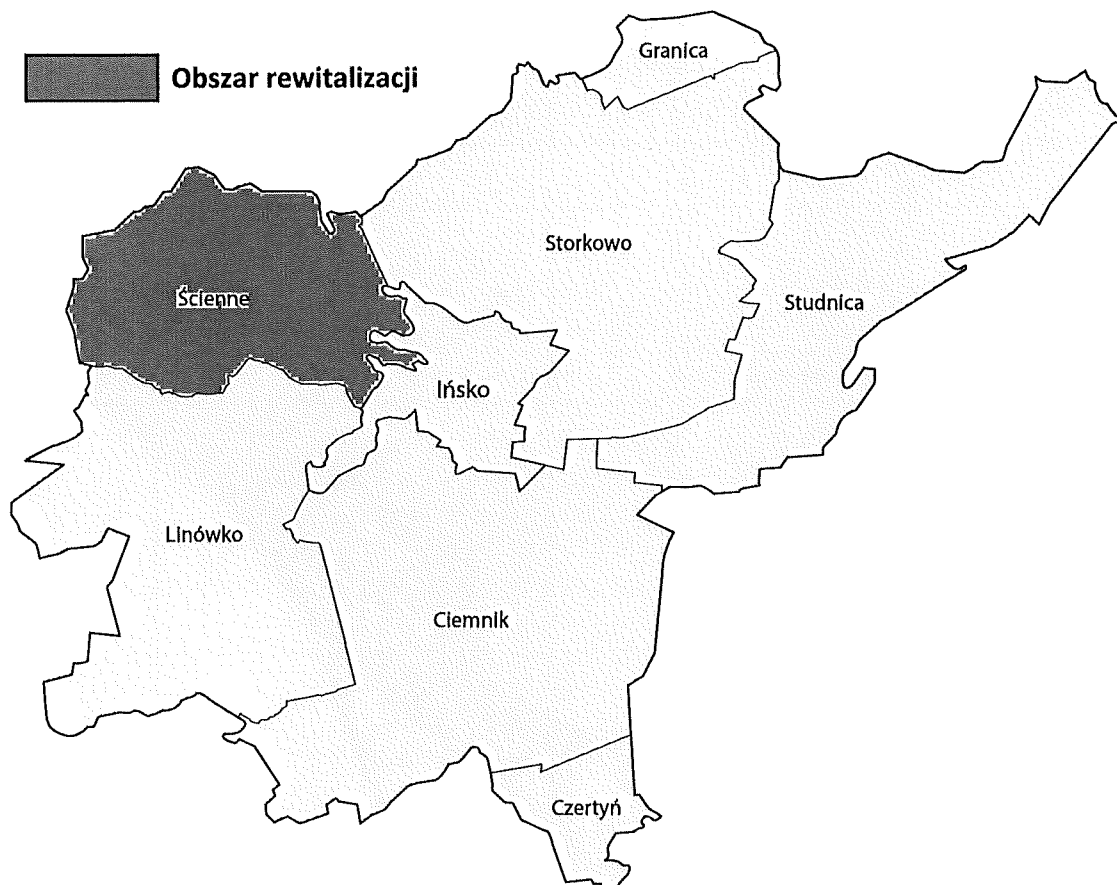 Granica
Obszar rewitalizacji
Storkowo
Ścienne
Studnica
Ińsko
Linówko
Ciemnik
Czertyń